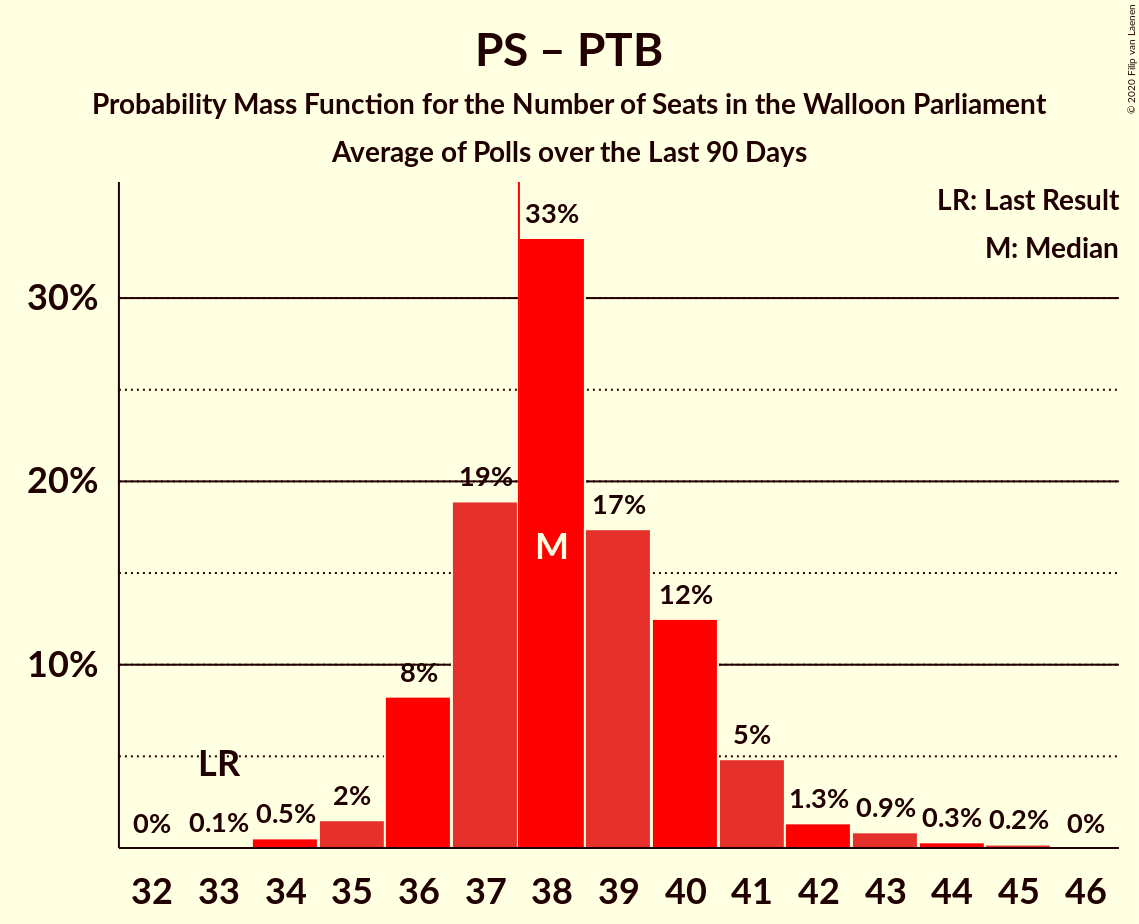 PS – PTB
Probability Mass Function for the Number of Seats in the Walloon Parliament
Average of Polls over the Last 90 Days
© 2020 Filip van Laenen
LR: Last Result
M: Median
33%
30%
19%
20%
17%
M
12%
8%
10%
5%
LR
2%
0%
0.1%
0.5%
1.3%
0.9%
0.3%
0.2%
0%
32 33 34 35 36 37 38 39 40 41 42 43 44 45 46